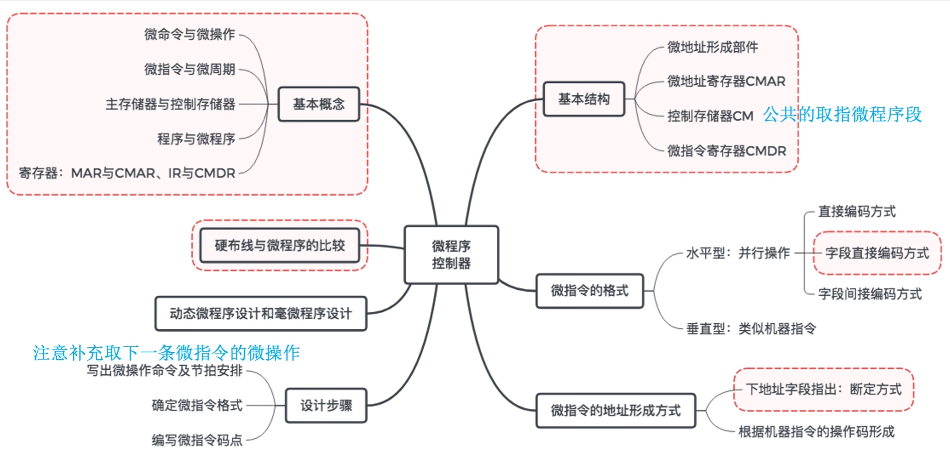 微命令与微操作
微指令与微周期
主存储器与控制存储器
程序与微程序
寄存器：MAR与CMAR、IR与CMDR
基本概念
硬布线与微程序的比较
动态微程序设计和毫微程序设计
注意补充取下一条微指令的微操作
写出微操作命令及节拍安排
确定微指令格式
编写微指令码点
设计步骤
微程序
控制器
基本结构
微地址形成部件
微地址寄存器CMAR
控制存储器CM
公共的取指微程序段
微指令寄存器CMDR
微指令的格式
水平型：并行操作
直接编码方式
字段直接编码方式
字段间接编码方式
垂直型：类似机器指令
微指令的地址形成方式
下地址字段指出：断定方式
根据机器指令的操作码形成